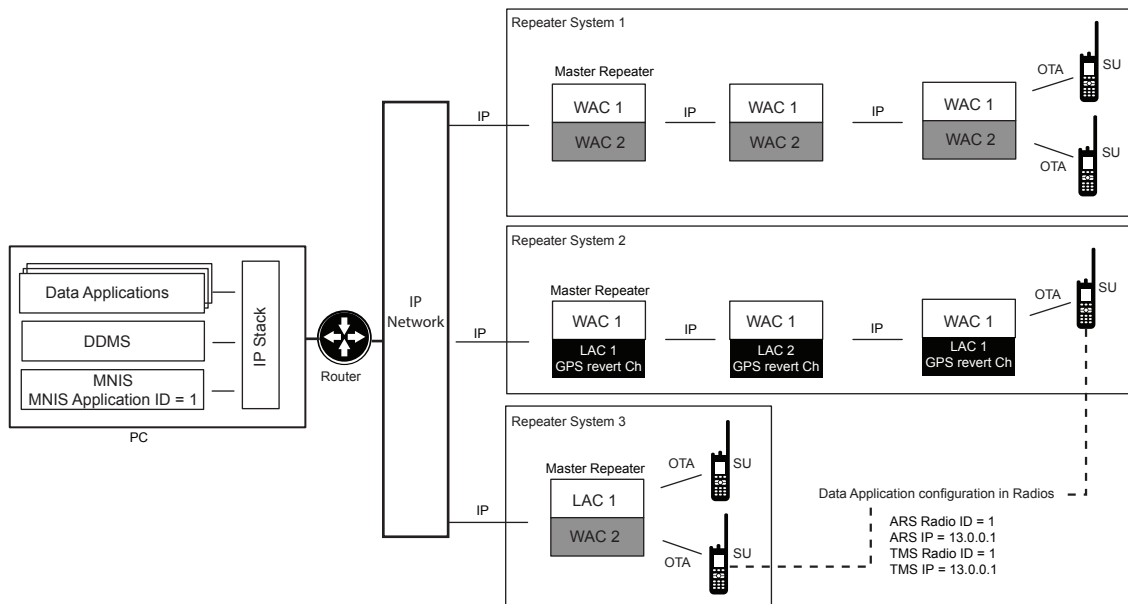 Repeater System 1
Master Repeater
WAC 1
WAC 2
IP
IP
WAC 1
WAC 2
IP
WAC 1
WAC 2
OTA
SU
OTA
SU
Data Applications
DDMS
MNIS
MNIS Application ID = 1
IP Stack
PC
Router
IP
Network
Repeater System 2
Master Repeater
IP
WAC 1
LAC 1
GPS revert Ch
IP
WAC 1
LAC 2
GPS revert Ch
IP
WAC 1
LAC 1
GPS revert Ch
OTA
SU
Repeater System 3
Master Repeater
IP
LAC 1
WAC 2
OTA
SU
OTA
SU
Data Application configuration in Radios
ARS Radio ID = 1
ARS IP = 13.0.0.1
TMS Radio ID = 1
TMS IP = 13.0.0.1